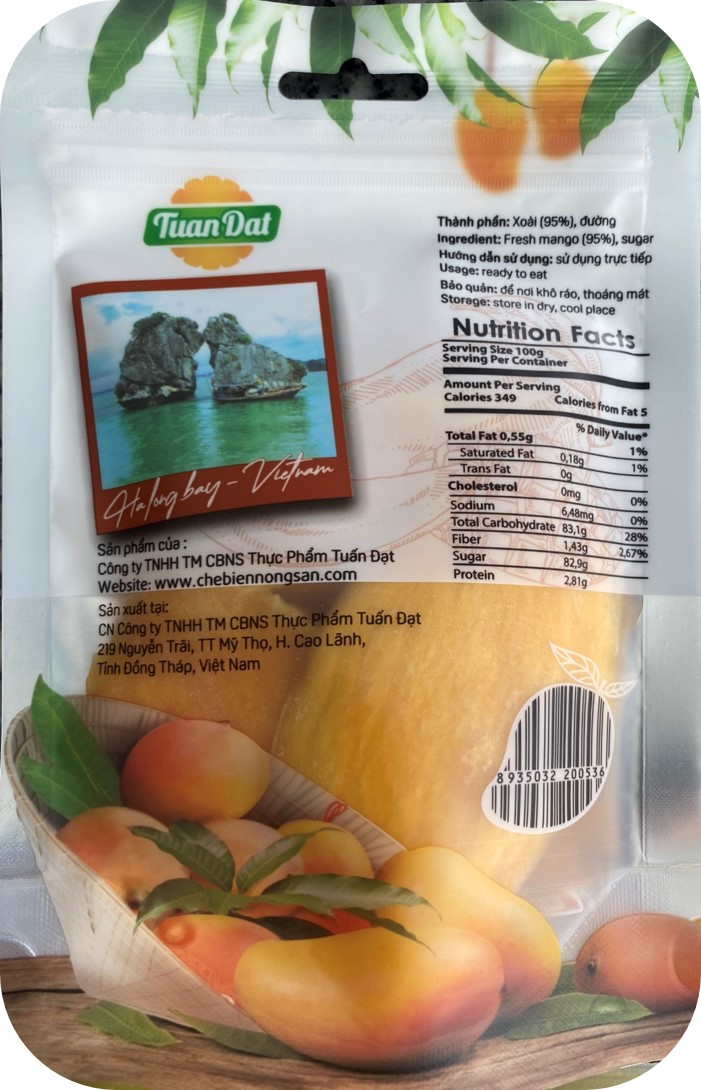 Tuan Dat
Thành phần: Xoài (95%), đường
Ingredient: Fresh mango (95%), sugar
Hướng dẫn sử dụng: sử dụng trực tiếp
Usage: ready to eat
Bảo quản: để nơi khô ráo, thoáng mát
Storage: store in dry, cool place
Nutrition Facts
Serving Size 100g
Serving Per Container
Amount Per Serving
Calories 349 Calories from Fat 5
% Daily Value*
Total Fat 0,55g 1%
Saturated Fat 0,18g 1%
Trans Fat 0g
Cholesterol 0mg 0%
Sodium 6,48mg 0%
Total Carbohydrate 83,1g 28%
Fiber 1,43g 2,67%
Sugar 82,9g
Protein 2,81g
Ha long bay - Vietnam
Sản phẩm của :
Công ty TNHH TM CBNS Thực Phẩm Tuấn Đạt
Website: www.chebiennongsan.com
Sản xuất tại:
CN Công ty TNHH TM CBNS Thực Phẩm Tuấn Đạt
219 Nguyễn Trãi, TT Mỹ Thọ, H. Cao Lãnh,
Tỉnh Đồng Tháp, Việt Nam
8 935032 200536